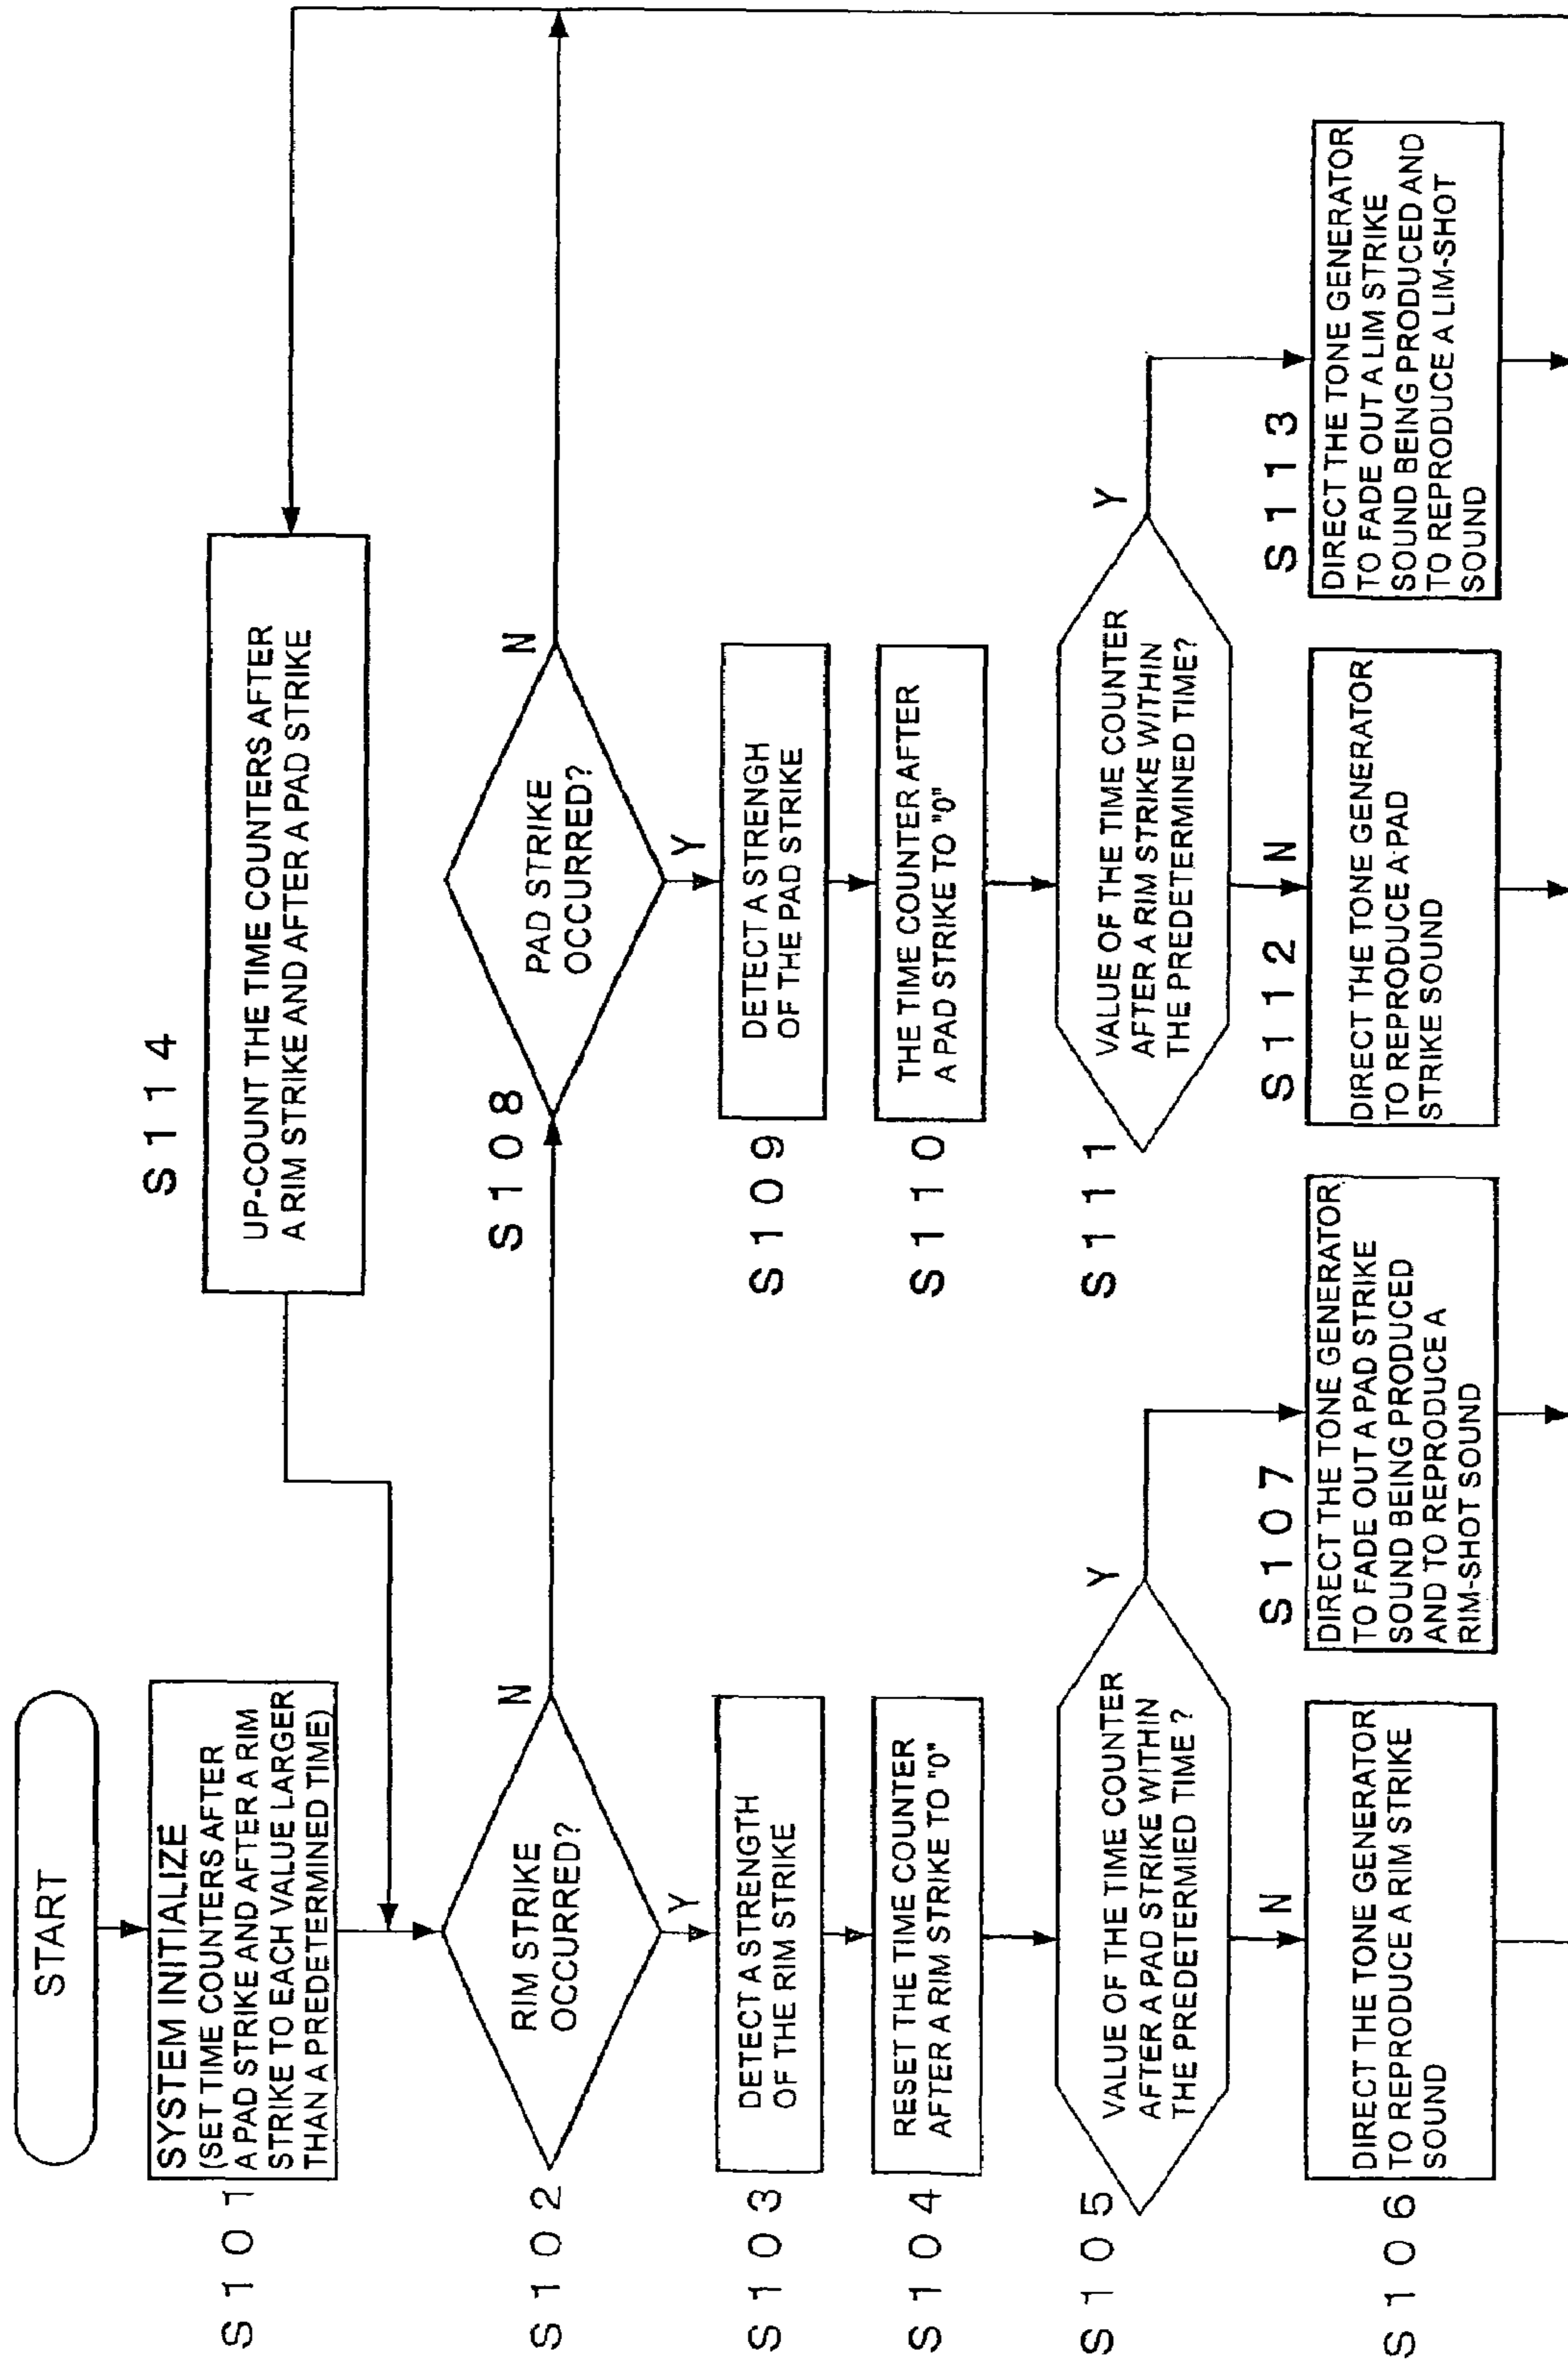 START
S101
SYSTEM INITIALIZE
(SET TIME COUNTERS AFTER
A PAD STRIKE AND AFTER A RIM
STRIKE TO EACH VALUE LARGER
THAN A PREDETERMINED TIME)
S102
RIM STRIKE
OCCURRED?
N
Y
S103
DETECT A STRENGTH
OF THE RIM STRIKE
S104
RESET THE TIME COUNTER
AFTER A RIM STRIKE TO "0"
S105
VALUE OF THE TIME COUNTER
AFTER A PAD STRIKE WITHIN
THE PREDETERMIED TIME ?
Y
N
S106
DIRECT THE TONE GENERATOR
TO REPRODUCE A RIM STRIKE
SOUND
S107
DIRECT THE TONE GENERATOR
TO FADE OUT A PAD STRIKE
SOUND BEING PRODUCED
AND TO REPRODUCE A
RIM-SHOT SOUND
S114
UP-COUNT THE TIME COUNTERS AFTER
A RIM STRIKE AND AFTER A PAD STRIKE
S108
PAD STRIKE
OCCURRED?
N
Y
S109
DETECT A STRENGH
OF THE PAD STRIKE
S110
THE TIME COUNTER AFTER
A PAD STRIKE TO "0"
S111
VALUE OF THE TIME COUNTER
AFTER A RIM STRIKE WITHIN
THE PREDETERMINED TIME?
Y
N
S112
DIRECT THE TONE GENERATOR
TO REPRODUCE A PAD
STRIKE SOUND
S113
DIRECT THE TONE GENERATOR
TO FADE OUT A LIM STRIKE
SOUND BEING PRODUCED AND
TO REPRODUCE A LIM-SHOT
SOUND